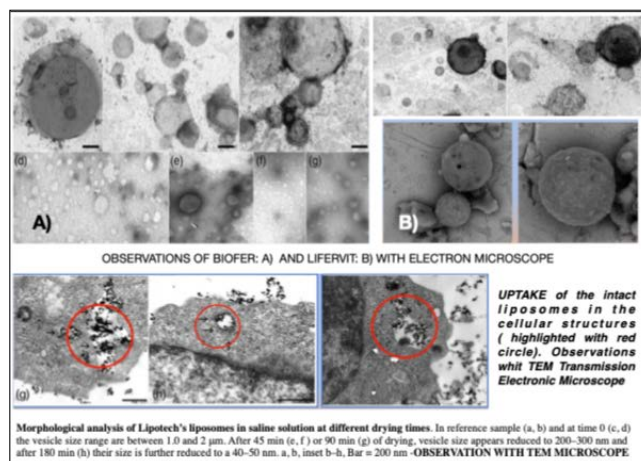 (d)
(e)
(f)
(g)
A)
B)
OBSERVATIONS OF BIOFER: A) AND LIFERVIT: B) WITH ELECTRON MICROSCOPE
(g)
(h)
UPTAKE of the intact
liposomes in the
cellular structures
( highlighted with red
circle). Observations
whit TEM Transmission
Electronic Microscope
Morphological analysis of Lipotech's liposomes in saline solution at different drying times. In reference sample (a, b) and at time 0 (c, d)
the vesicle size range are between 1.0 and 2 μm. After 45 min (e, f ) or 90 min (g) of drying, vesicle size appears reduced to 200–300 nm and
after 180 min (h) their size is further reduced to a 40–50 nm. a, b, inset b–h, Bar = 200 nm -OBSERVATION WITH TEM MICROSCOPE